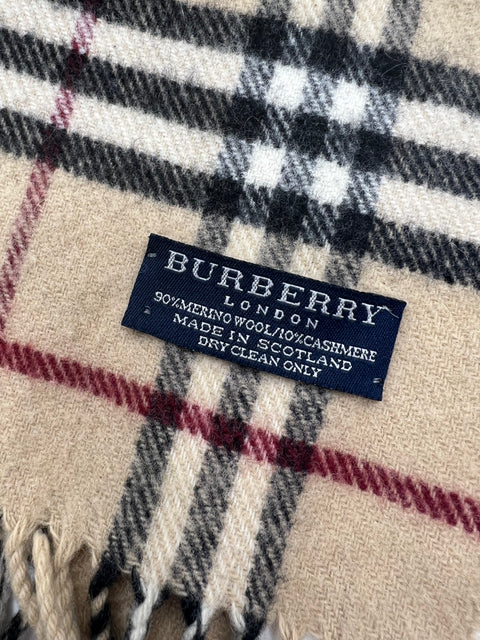 BURBERRY
LONDON
90%MERINO WOOL/10%CASHMERE
MADE IN SCOTLAND
DRY CLEAN ONLY